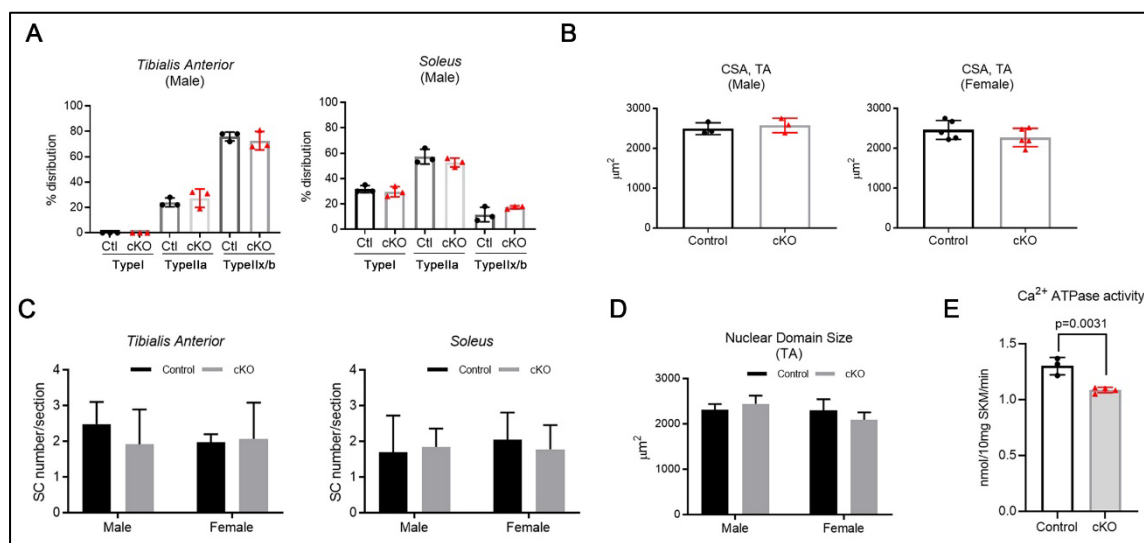 A
Tibialis Anterior
(Male)
% disribution
100
80
60
40
20
0
Ctl cKO Ctl cKO Ctl cKO
TypeI TypeIIa TypeIIx/b
Soleus
(Male)
% disribution
100
80
60
40
20
0
Ctl cKO Ctl cKO Ctl cKO
TypeI TypeIIa TypeIIx/b
B
CSA, TA
(Male)
μm²
3000
2000
1000
0
Control cKO
CSA, TA
(Female)
μm²
3000
2000
1000
0
Control cKO
C
Tibialis Anterior
Control cKO
SC number/section
4
3
2
1
0
Male Female
Soleus
Control cKO
SC number/section
4
3
2
1
0
Male Female
D
Nuclear Domain Size
(TA)
Control cKO
μm²
3000
2000
1000
0
Male Female
E
Ca²⁺ ATPase activity
p=0.0031
nmol/10mg SKM/min
1.5
1.0
0.5
0.0
Control cKO